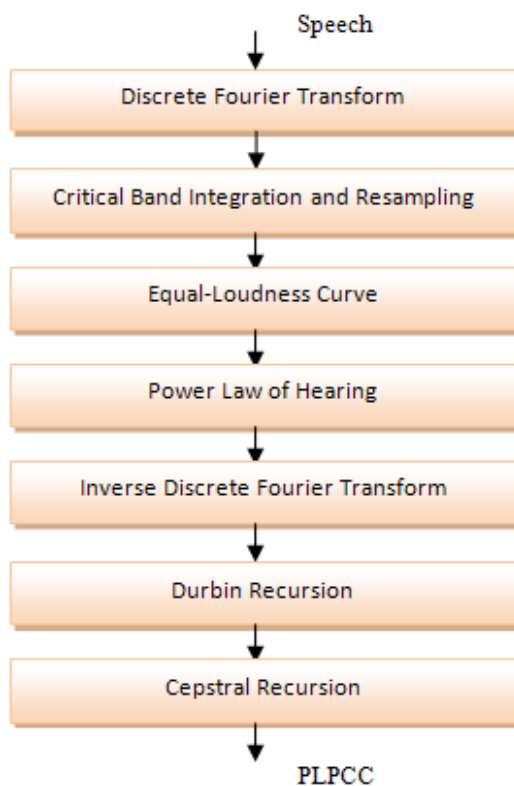 Speech
Discrete Fourier Transform
Critical Band Integration and Resampling
Equal-Loudness Curve
Power Law of Hearing
Inverse Discrete Fourier Transform
Durbin Recursion
Cepstral Recursion
PLPCC